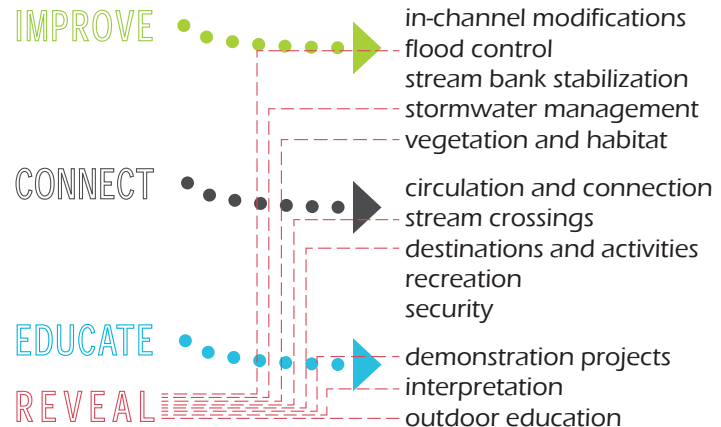 IMPROVE
in-channel modifications
flood control
stream bank stabilization
stormwater management
vegetation and habitat
CONNECT
circulation and connection
stream crossings
destinations and activities
recreation
security
EDUCATE
demonstration projects
interpretation
REVEAL
outdoor education